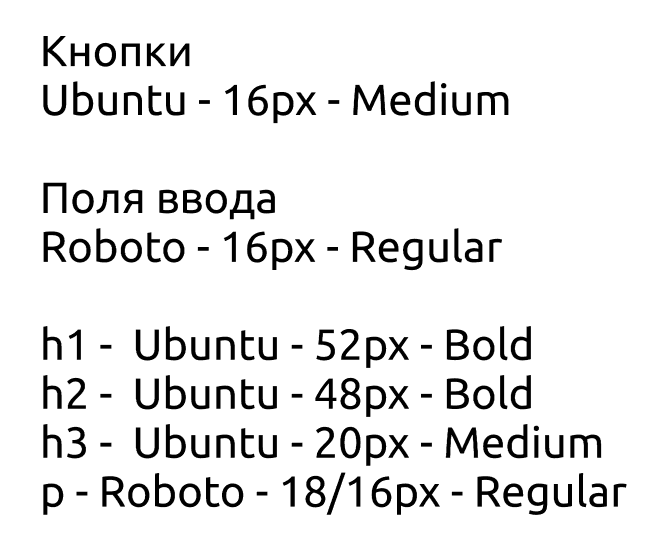 Кнопки
Ubuntu - 16px - Medium
Поля ввода
Roboto - 16px - Regular
h1 -  Ubuntu - 52px - Bold
h2 -  Ubuntu - 48px - Bold
h3 -  Ubuntu - 20px - Medium
p - Roboto - 18/16px - Regular